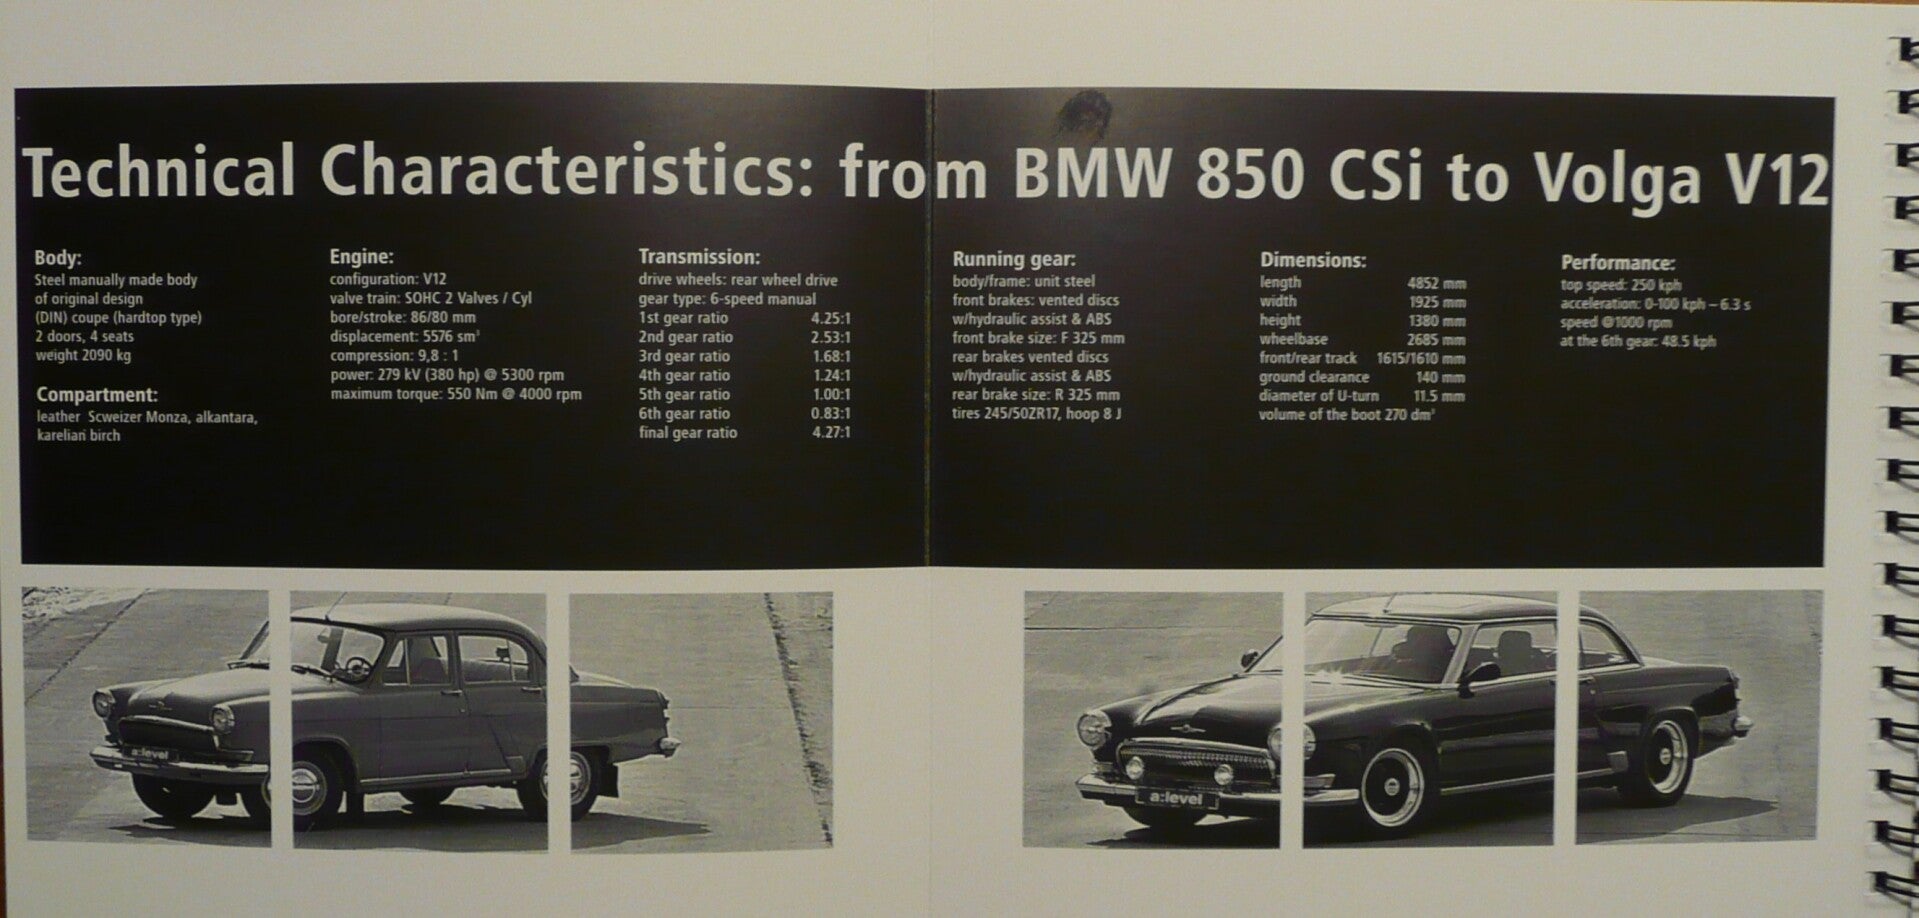 Technical Characteristics: from BMW 850 CSi to Volga V12
Body:
Steel manually made body
of original design
(DIN) coupe (hardtop type)
2 doors, 4 seats
weight 2090 kg
Compartment:
leather Scweizer Monza, alkantara,
karelian birch
Engine:
configuration: V12
valve train: SOHC 2 Valves / Cyl
bore/stroke: 86/80 mm
displacement: 5576 sm³
compression: 9,8 : 1
power: 279 kV (380 hp) @ 5300 rpm
maximum torque: 550 Nm @ 4000 rpm
Transmission:
drive wheels: rear wheel drive
gear type: 6-speed manual
1st gear ratio 4.25:1
2nd gear ratio 2.53:1
3rd gear ratio 1.68:1
4th gear ratio 1.24:1
5th gear ratio 1.00:1
6th gear ratio 0.83:1
final gear ratio 4.27:1
Running gear:
body/frame: unit steel
front brakes: vented discs
w/hydraulic assist & ABS
front brake size: F 325 mm
rear brakes vented discs
w/hydraulic assist & ABS
rear brake size: R 325 mm
tires 245/50ZR17, hoop 8 J
Dimensions:
length 4852 mm
width 1925 mm
height 1380 mm
wheelbase 2685 mm
front/rear track 1615/1610 mm
ground clearance 140 mm
diameter of U-turn 11.5 mm
volume of the boot 270 dm³
Performance:
top speed: 250 kph
acceleration: 0-100 kph – 6.3 s
speed @1000 rpm
at the 6th gear: 48.5 kph
a:level
a:level